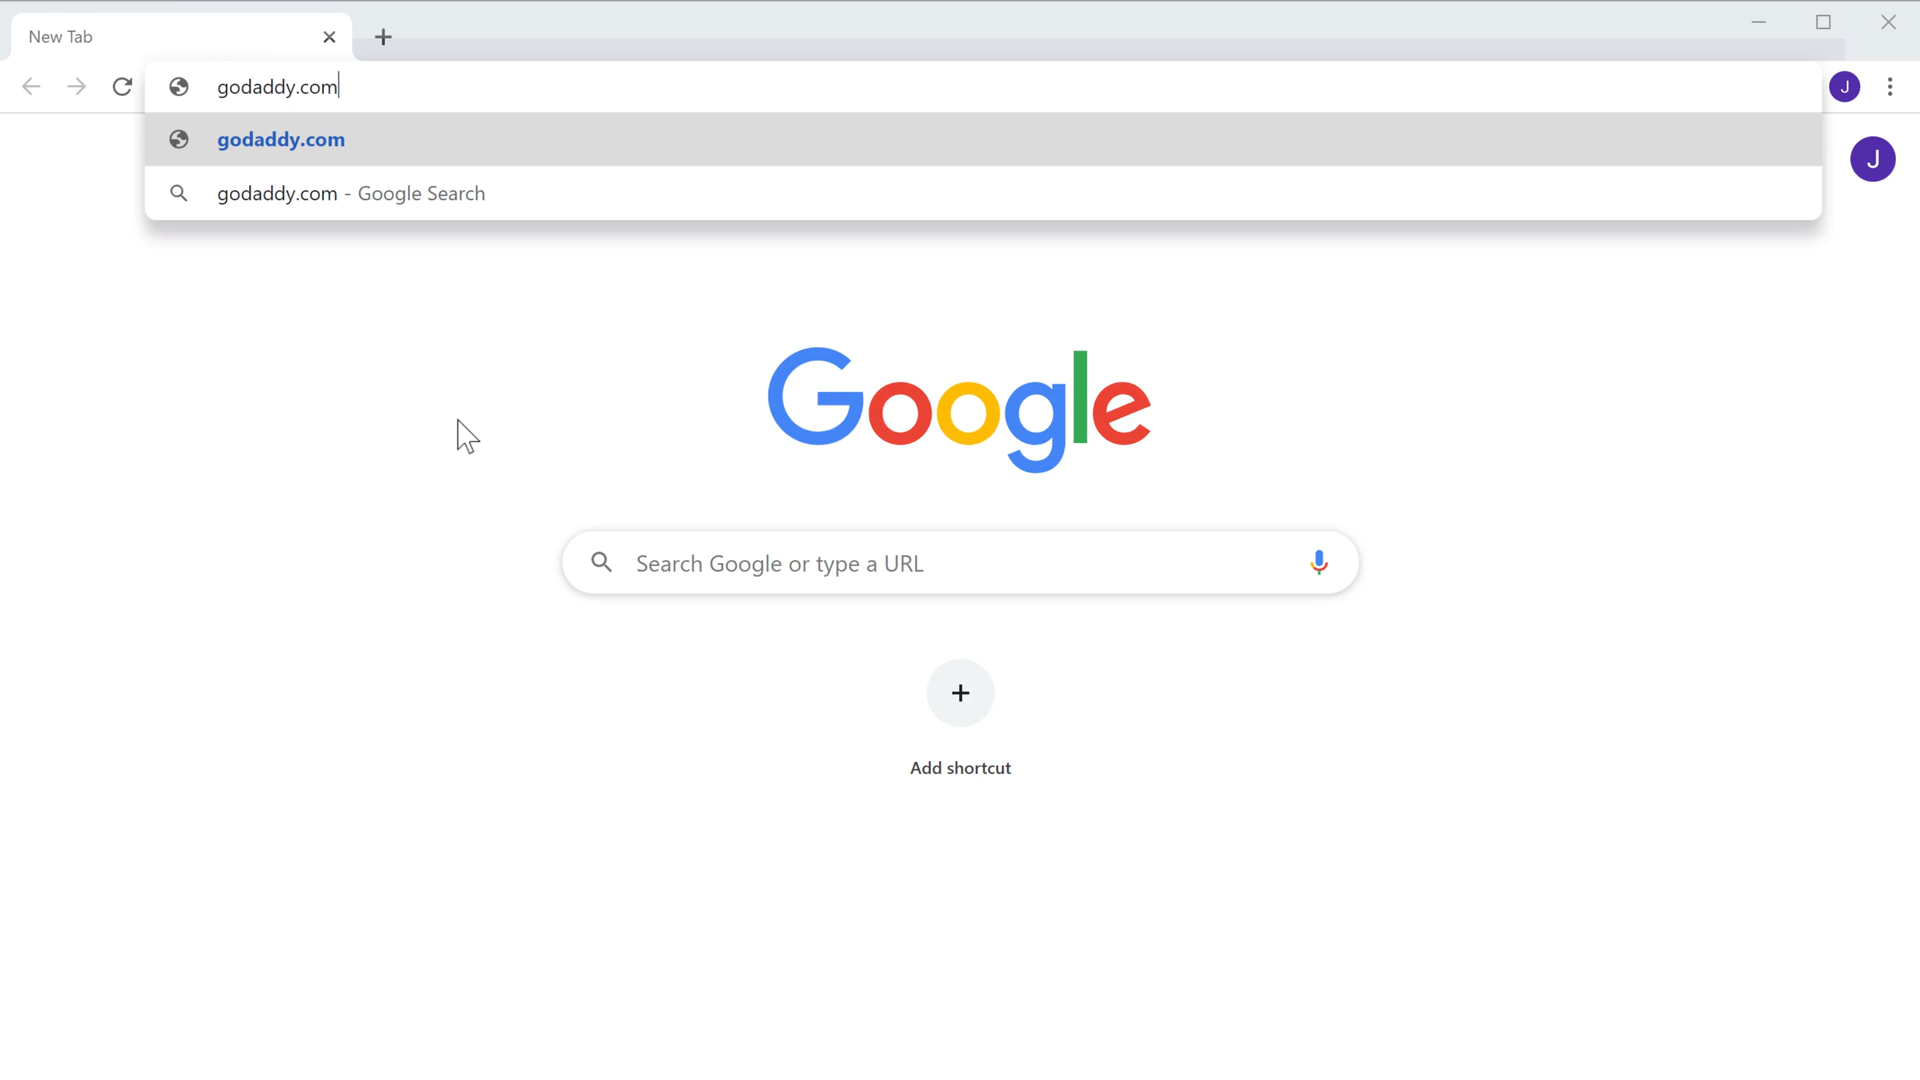 New Tab
godaddy.com
J
godaddy.com
J
godaddy.com - Google Search
Google
Search Google or type a URL
Add shortcut